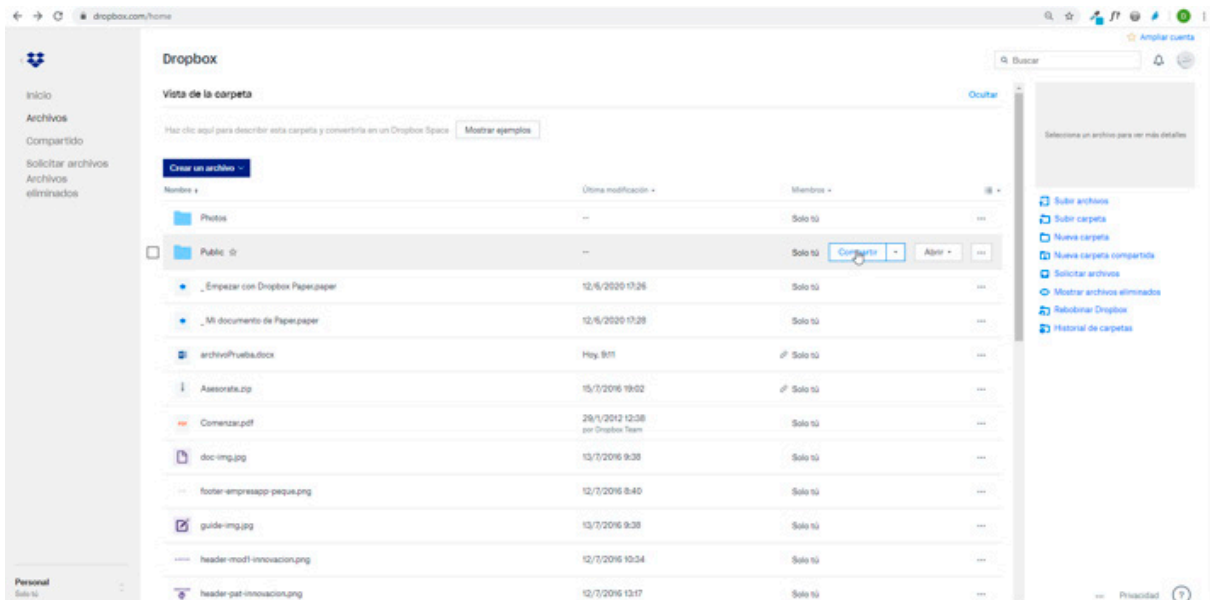 dropbox.com/home
Ampliar cuenta
Dropbox
Buscar
Inicio
Archivos
Compartido
Solicitar archivos
Archivos
eliminados
Vista de la carpeta
Ocultar
Haz clic aquí para describir esta carpeta y convertirla en un Dropbox Space
Mostrar ejemplos
Selecciona un archivo para ver más detalles
Crear un archivo
Nombre
Última modificación
Miembros
Photos -- Solo tú
Public -- Solo tú Compartir Abrir
_ Empezar con Dropbox Paper.paper 12/6/2020 17:26 Solo tú
_ Mi documento de Paper.paper 12/6/2020 17:28 Solo tú
archivoPrueba.docx Hoy, 9:11 Solo tú
Asesorate.zip 15/7/2016 19:02 Solo tú
Comenzar.pdf 29/1/2012 12:38 Solo tú
por Dropbox Team
doc-img.jpg 13/7/2016 9:38 Solo tú
footer-empresapp-peque.png 12/7/2016 8:40 Solo tú
guide-img.jpg 13/7/2016 9:38 Solo tú
header-mod1-innovacion.png 12/7/2016 10:34 Solo tú
header-pat-innovacion.png 12/7/2016 13:17 Solo tú
Subir archivos
Subir carpeta
Nueva carpeta
Nueva carpeta compartida
Solicitar archivos
Mostrar archivos eliminados
Rebobinar Dropbox
Historial de carpetas
Personal
Solo tú
Privacidad
?